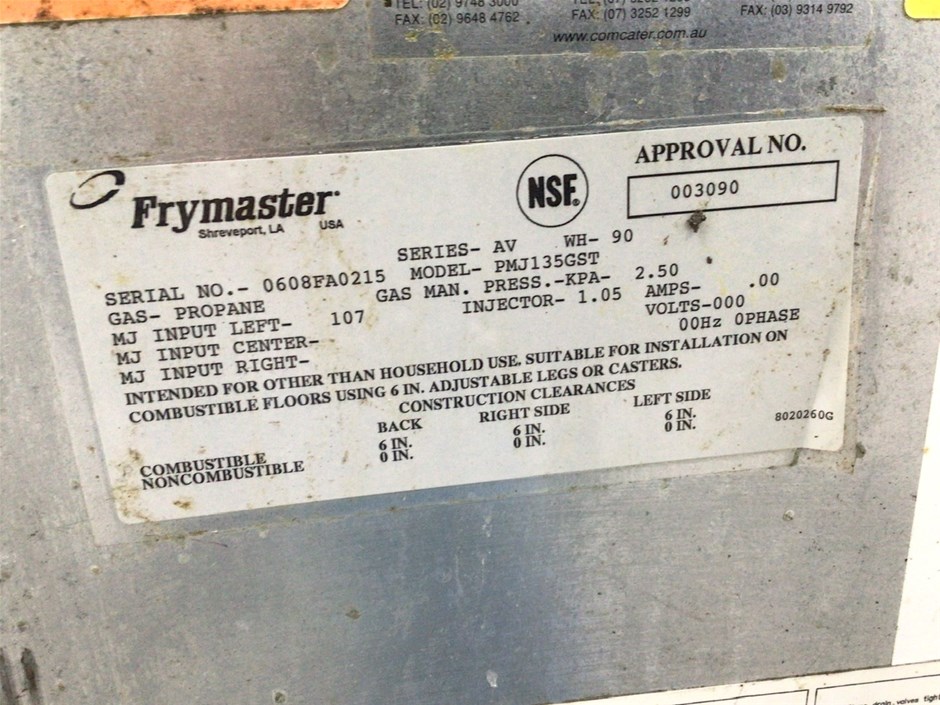 TEL: (02) 9748 3000
FAX: (02) 9648 4762
FAX: (07) 3252 1299
FAX: (03) 9314 9792
www.comcater.com.au
Frymaster
Shreveport, LA USA
NSF.
APPROVAL NO.
003090
SERIES- AV WH- 90
SERIAL NO.- 0608FA0215 MODEL- PMJ135GST
GAS- PROPANE GAS MAN. PRESS.-KPA- 2.50
MJ INPUT LEFT- 107 INJECTOR- 1.05 AMPS- .00
MJ INPUT CENTER- VOLTS-000
MJ INPUT RIGHT- 00Hz 0PHASE
INTENDED FOR OTHER THAN HOUSEHOLD USE. SUITABLE FOR INSTALLATION ON
COMBUSTIBLE FLOORS USING 6 IN. ADJUSTABLE LEGS OR CASTERS.
CONSTRUCTION CLEARANCES
BACK RIGHT SIDE LEFT SIDE
COMBUSTIBLE 6 IN. 6 IN. 6 IN.
NONCOMBUSTIBLE 0 IN. 0 IN. 0 IN.
8020260G
drain, valves